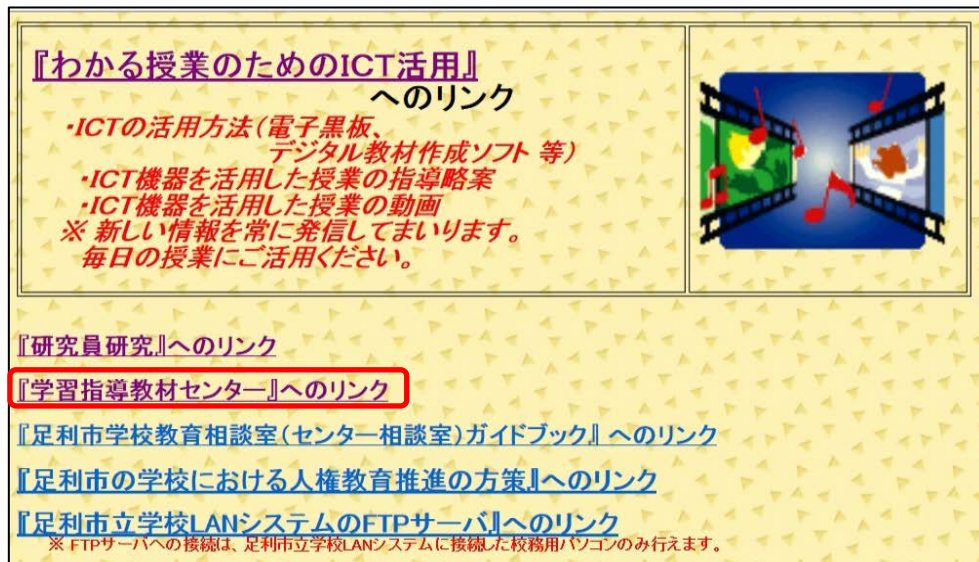 『わかる授業のためのICT活用』
へのリンク
・ICTの活用方法（電子黒板、
デジタル教材作成ソフト 等）
・ICT機器を活用した授業の指導略案
・ICT機器を活用した授業の動画
※ 新しい情報を常に発信してまいります。
毎日の授業にご活用ください。
『研究員研究』へのリンク
『学習指導教材センター』へのリンク
『足利市学校教育相談室（センター相談室）ガイドブック』 へのリンク
『足利市の学校における人権教育推進の方策』へのリンク
『足利市立学校LANシステムのFTPサーバ』へのリンク
※ FTPサーバへの接続は、足利市立学校LANシステムに接続した校務用パソコンのみ行えます。